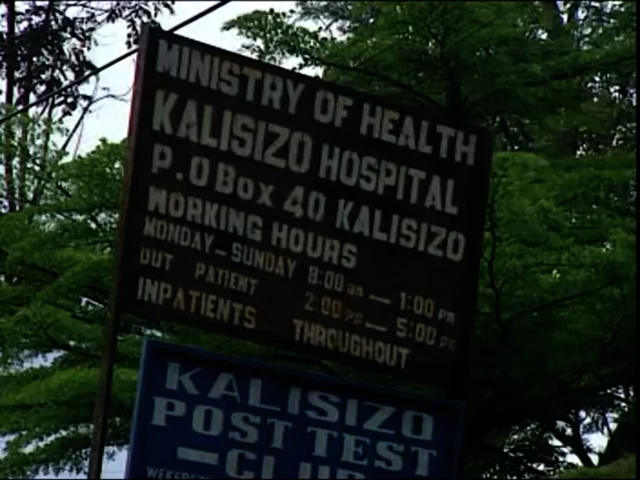 MINISTRY OF HEALTH
KALISIZO HOSPITAL
P.O BOX 40 KALISIZO
WORKING HOURS
MONDAY - SUNDAY 8:00 am - 1:00 PM
OUT PATIENT 2:00 PM - 5:00 PM
INPATIENTS THROUGHOUT
KALISIZO
POST TEST
- CLUB